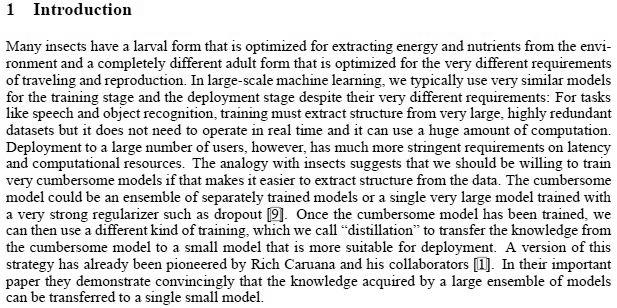 1 Introduction
Many insects have a larval form that is optimized for extracting energy and nutrients from the envi-
ronment and a completely different adult form that is optimized for the very different requirements
of traveling and reproduction. In large-scale machine learning, we typically use very similar models
for the training stage and the deployment stage despite their very different requirements: For tasks
like speech and object recognition, training must extract structure from very large, highly redundant
datasets but it does not need to operate in real time and it can use a huge amount of computation.
Deployment to a large number of users, however, has much more stringent requirements on latency
and computational resources. The analogy with insects suggests that we should be willing to train
very cumbersome models if that makes it easier to extract structure from the data. The cumbersome
model could be an ensemble of separately trained models or a single very large model trained with
a very strong regularizer such as dropout [9]. Once the cumbersome model has been trained, we
can then use a different kind of training, which we call “distillation” to transfer the knowledge from
the cumbersome model to a small model that is more suitable for deployment. A version of this
strategy has already been pioneered by Rich Caruana and his collaborators [1]. In their important
paper they demonstrate convincingly that the knowledge acquired by a large ensemble of models
can be transferred to a single small model.